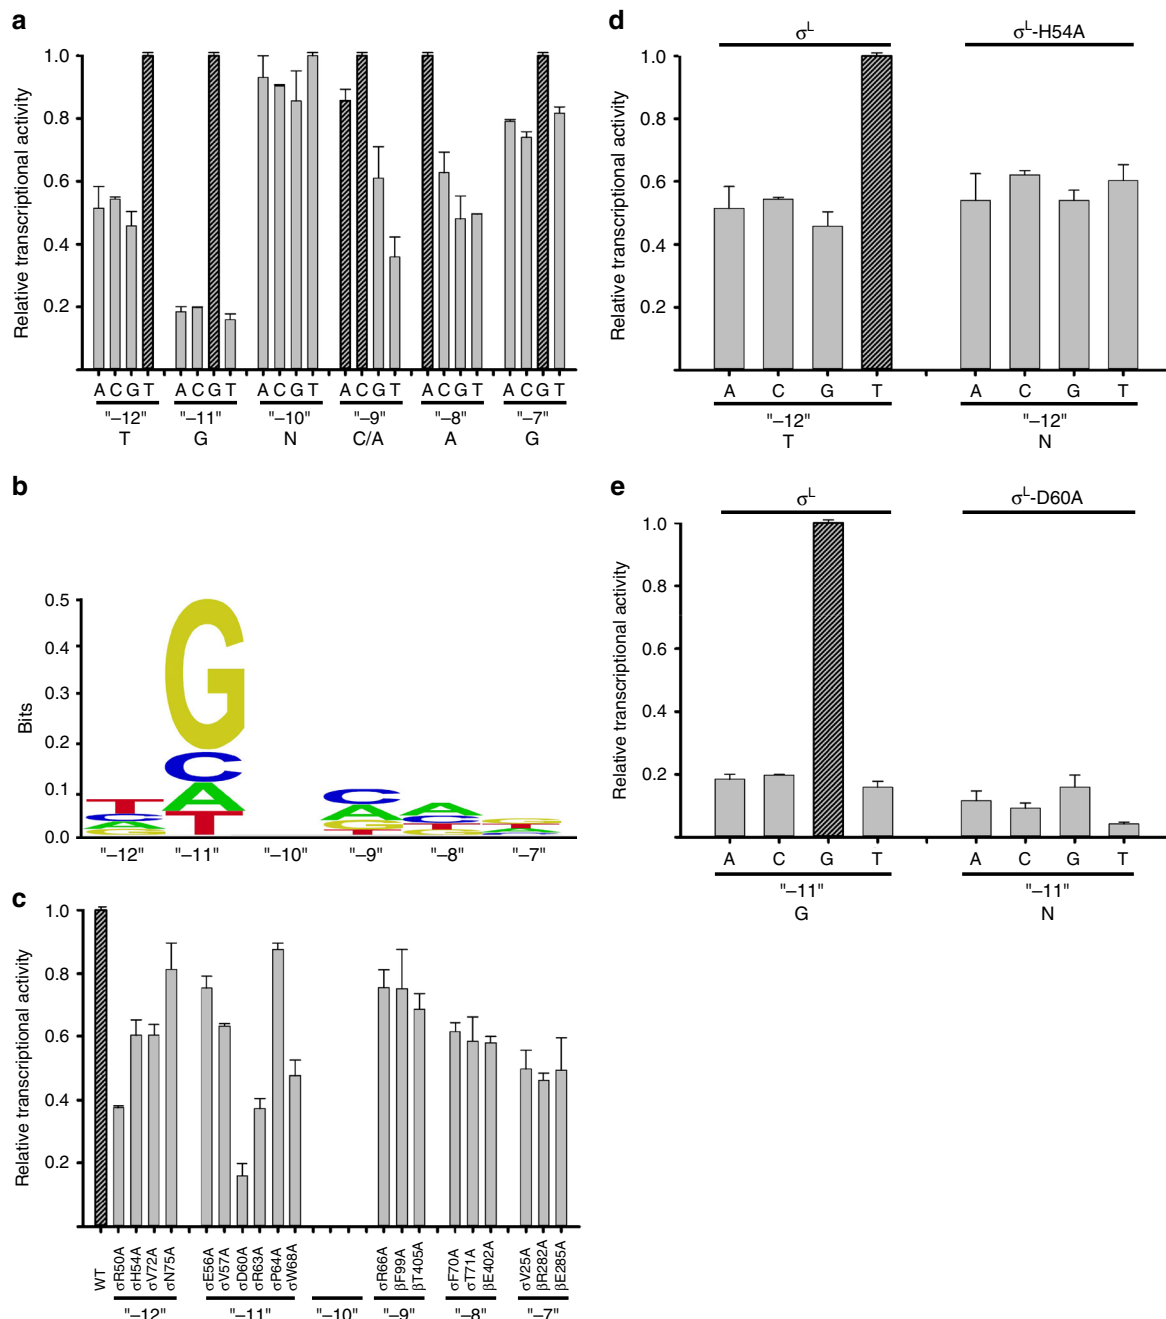 a
Relative transcriptional activity
1.0
0.8
0.6
0.4
0.2
A C G T A C G T A C G T A C G T A C G T A C G T
"–12" "–11" "–10" "–9" "–8" "–7"
T G N C/A A G
b
Bits
0.5
0.4
0.3
0.2
0.1
0.0
T C A G
G C A T
C A G T
A C T G
G T A C
"–12" "–11" "–10" "–9" "–8" "–7"
c
Relative transcriptional activity
1.0
0.8
0.6
0.4
0.2
WT σR50A σH54A σV72A σN75A σE56A σV57A σD60A σR63A σP64A σW68A σR66A βF99A βT405A σF70A σT71A βE402A σV25A βR282A βE285A
"–12" "–11" "–10" "–9" "–8" "–7"
d
σL σL-H54A
Relative transcriptional activity
1.0
0.8
0.6
0.4
0.2
A C G T A C G T
"–12" "–12"
T N
e
σL σL-D60A
Relative transcriptional activity
1.0
0.8
0.6
0.4
0.2
A C G T A C G T
"–11" "–11"
G N